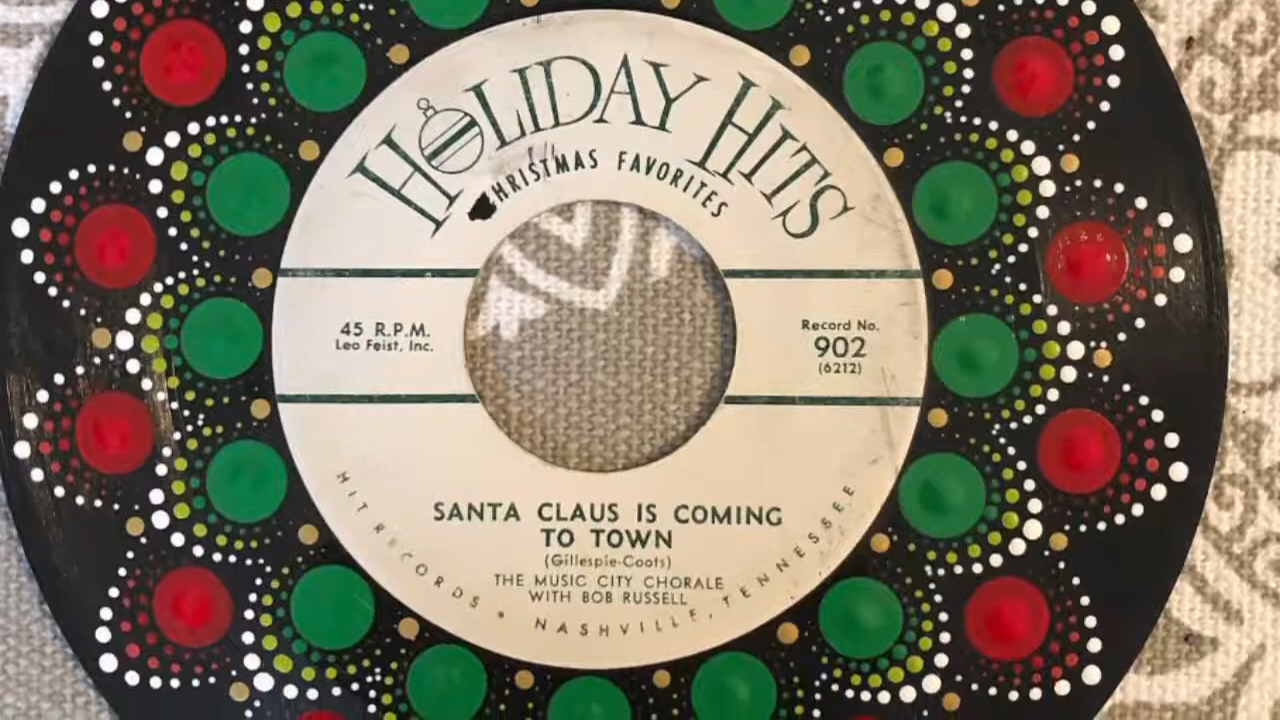 HOLIDAY HITS
CHRISTMAS FAVORITES
45 R.P.M.
Leo Feist, Inc.
Record No.
902
(6212)
SANTA CLAUS IS COMING
TO TOWN
(Gillespie-Coots)
THE MUSIC CITY CHORALE
WITH BOB RUSSELL
HIT RECORDS • NASHVILLE, TENNESSEE